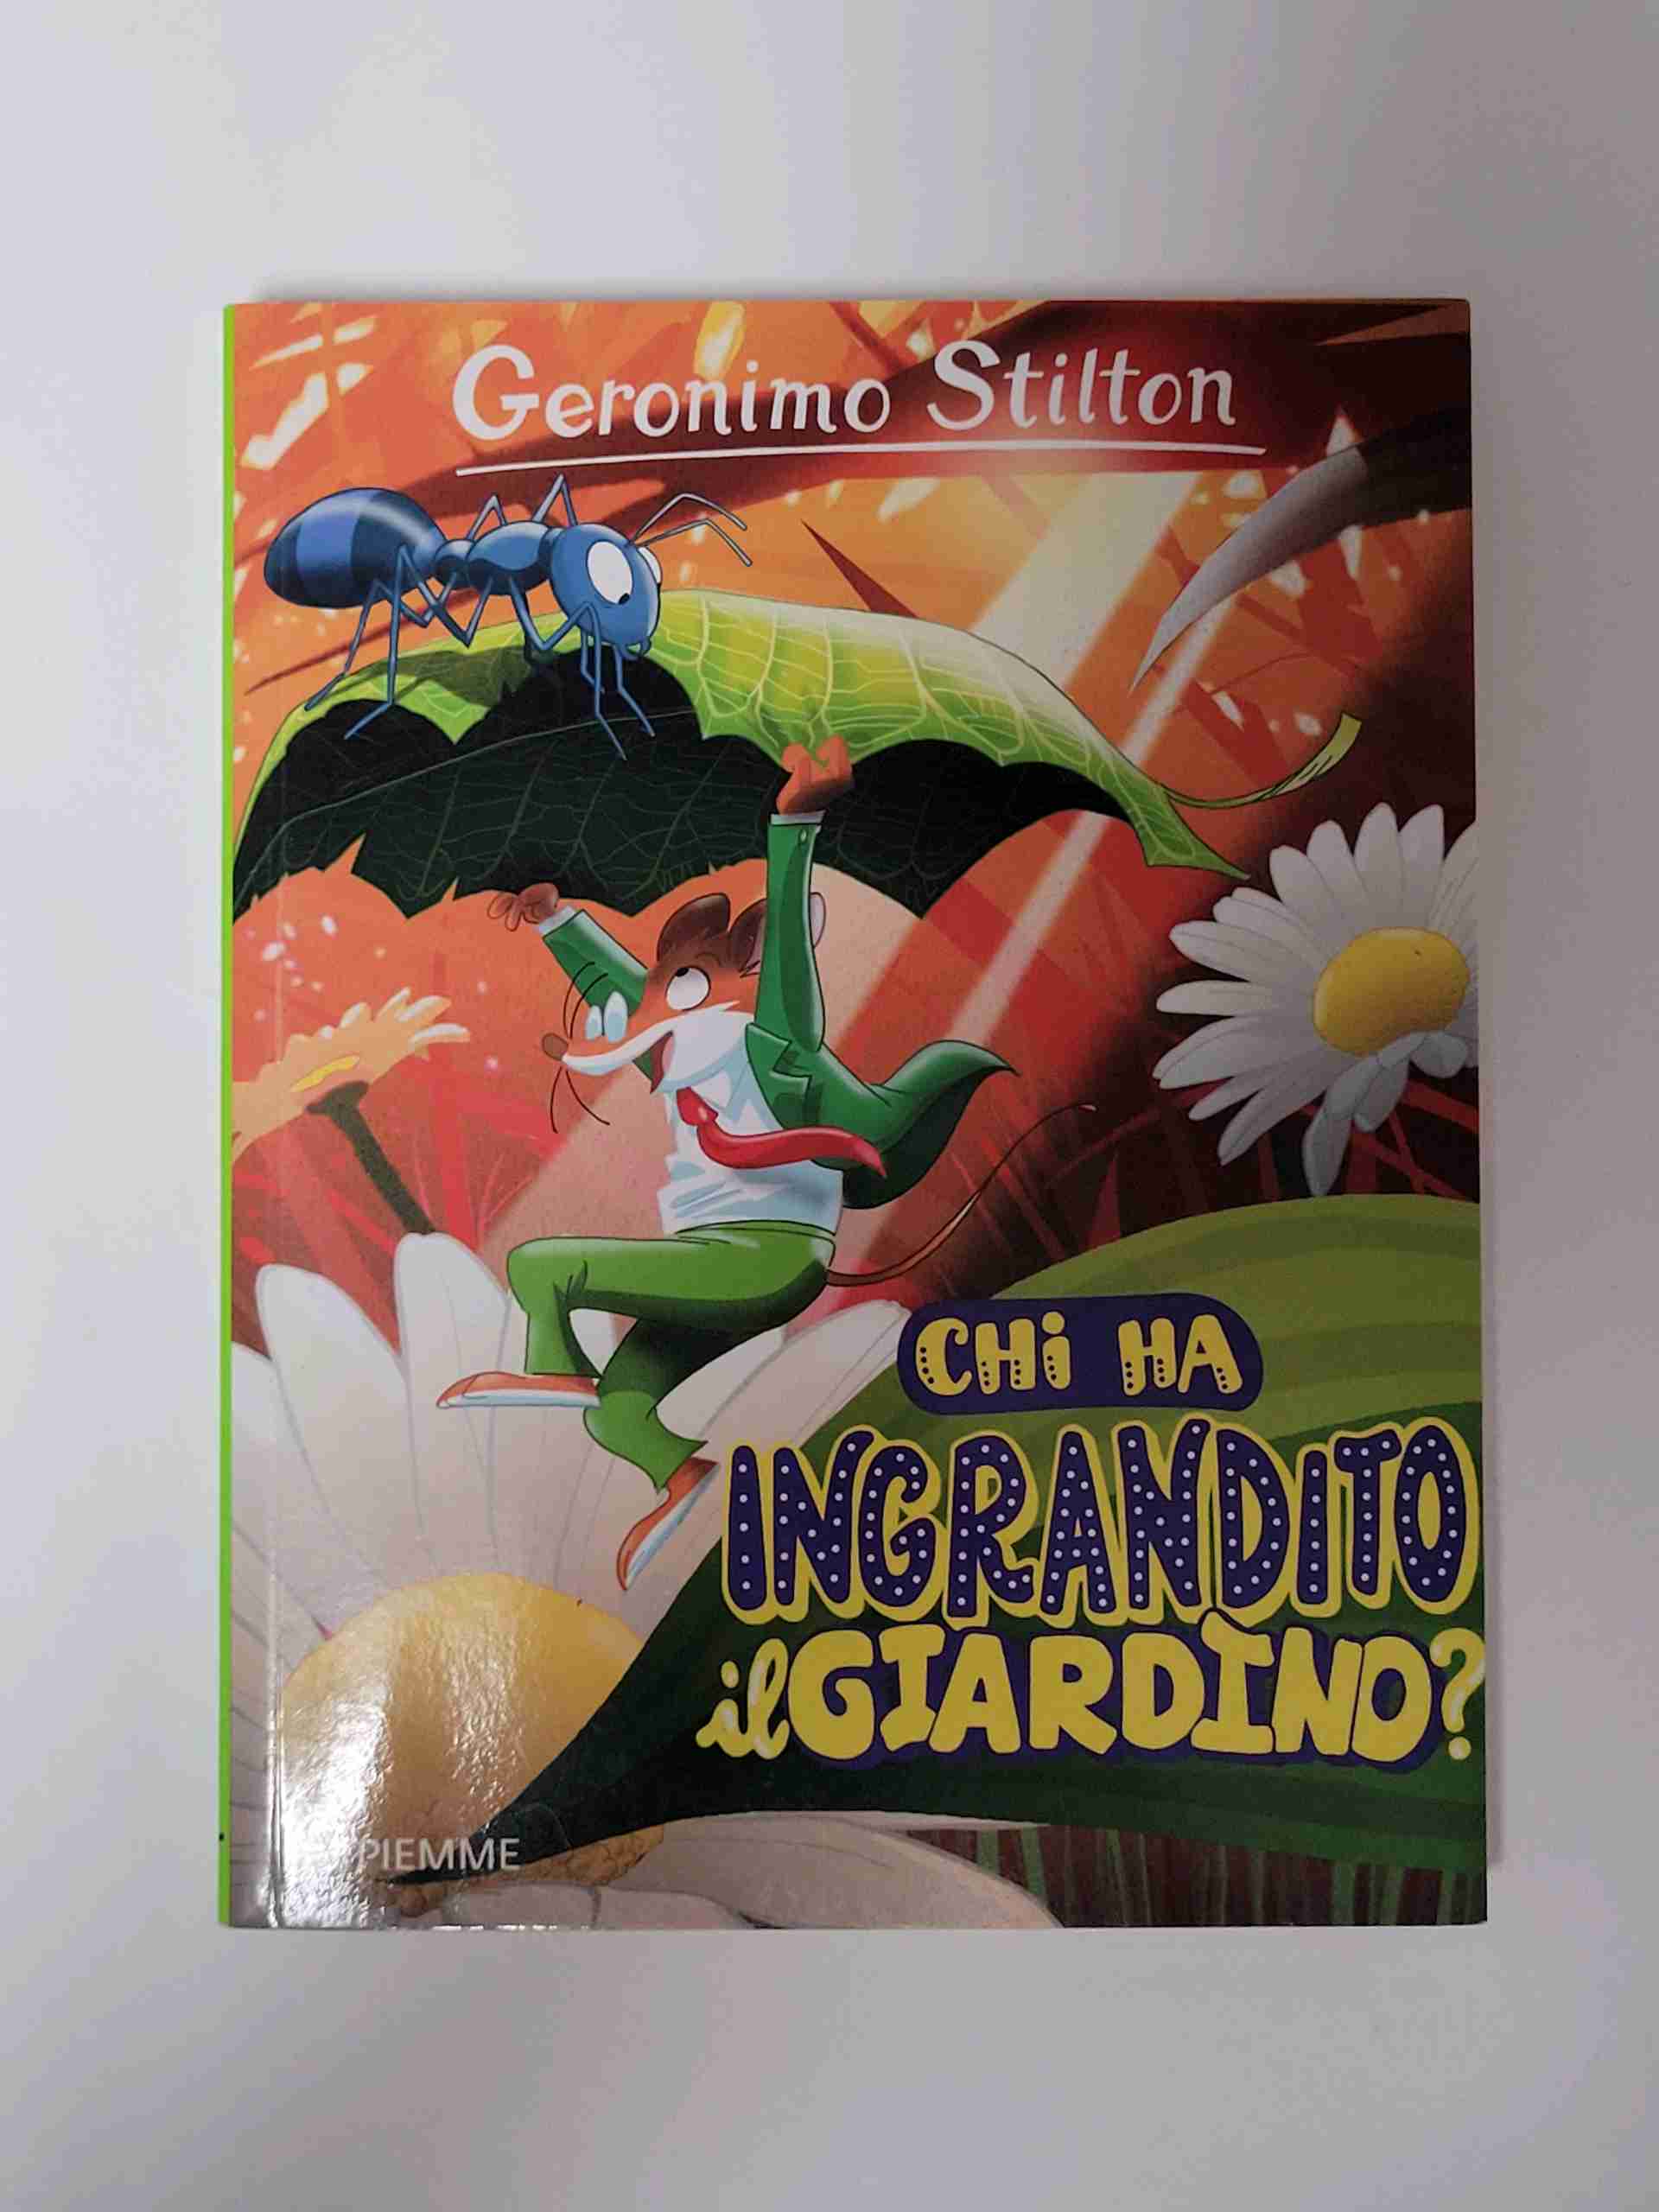 Geronimo Stilton
CHi HA
INGRANDITO
il GIARDINO?
PIEMME